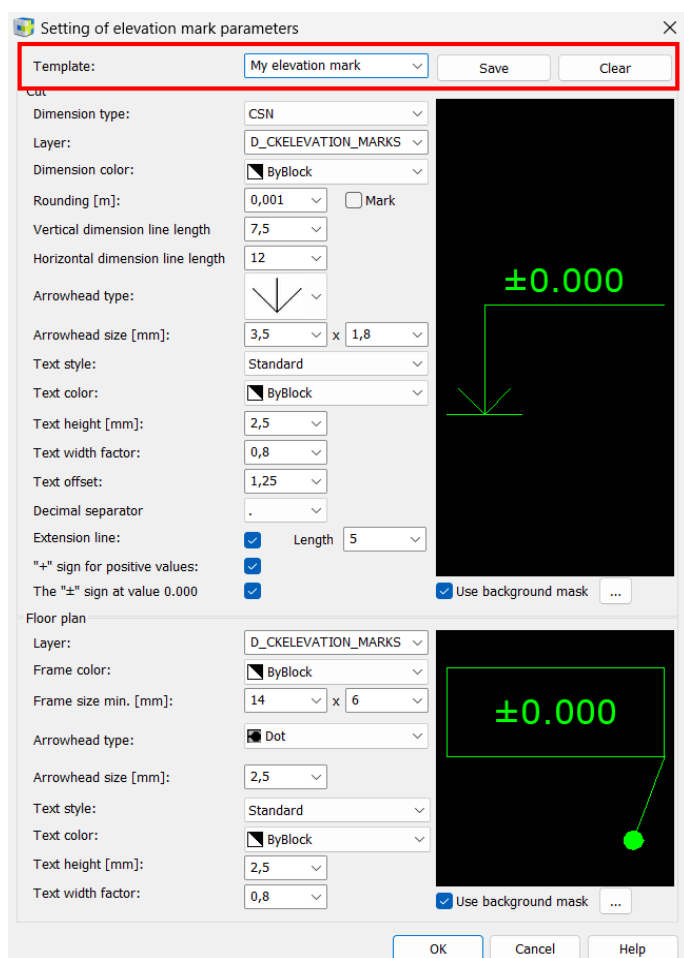 Setting of elevation mark parameters
Template: My elevation mark Save Clear
Cut
Dimension type: CSN
Layer: D_CKELEVATION_MARKS
Dimension color: ByBlock
Rounding [m]: 0,001 Mark
Vertical dimension line length 7,5
Horizontal dimension line length 12
±0.000
Arrowhead type:
Arrowhead size [mm]: 3,5 x 1,8
Text style: Standard
Text color: ByBlock
Text height [mm]: 2,5
Text width factor: 0,8
Text offset: 1,25
Decimal separator .
Extension line: Length 5
"+" sign for positive values:
The "±" sign at value 0.000 Use background mask ...
Floor plan
Layer: D_CKELEVATION_MARKS
Frame color: ByBlock
Frame size min. [mm]: 14 x 6
±0.000
Arrowhead type: Dot
Arrowhead size [mm]: 2,5
Text style: Standard
Text color: ByBlock
Text height [mm]: 2,5
Text width factor: 0,8 Use background mask ...
OK Cancel Help